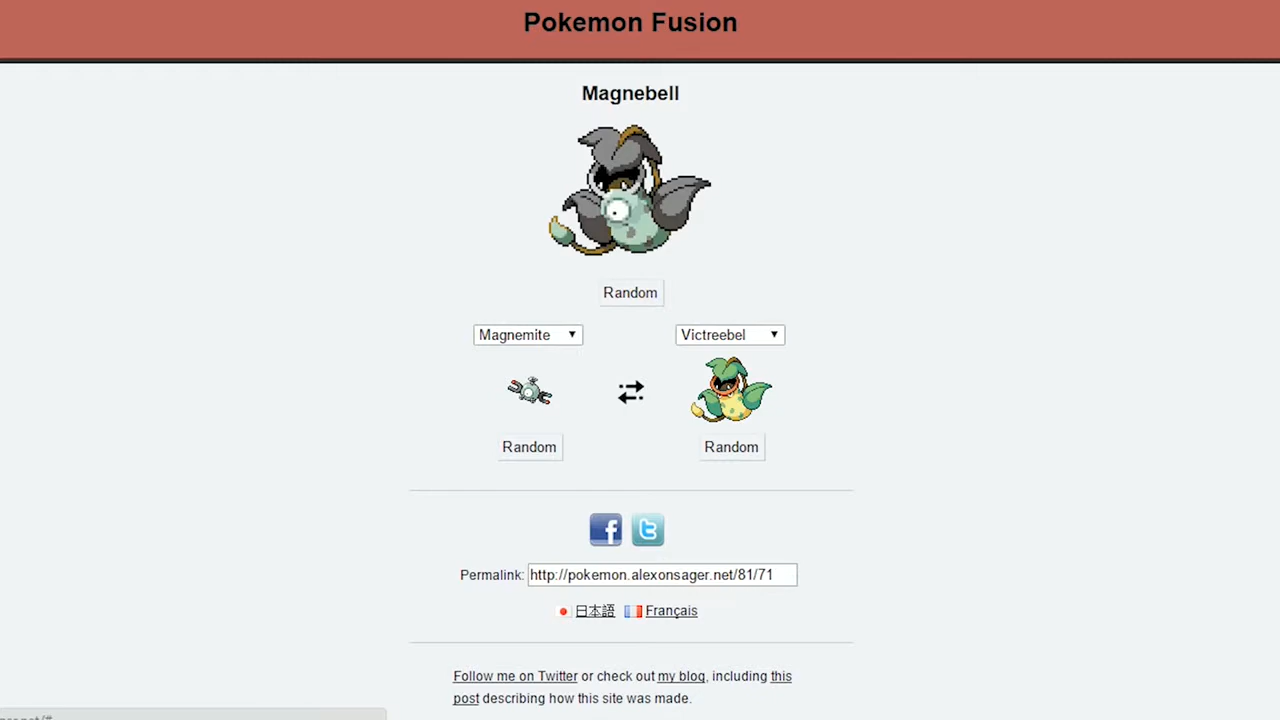 Pokemon Fusion
Magnebell
Random
Magnemite Victreebel
Random Random
Permalink: http://pokemon.alexonsager.net/81/71
日本語 Français
Follow me on Twitter or check out my blog, including this
post describing how this site was made.